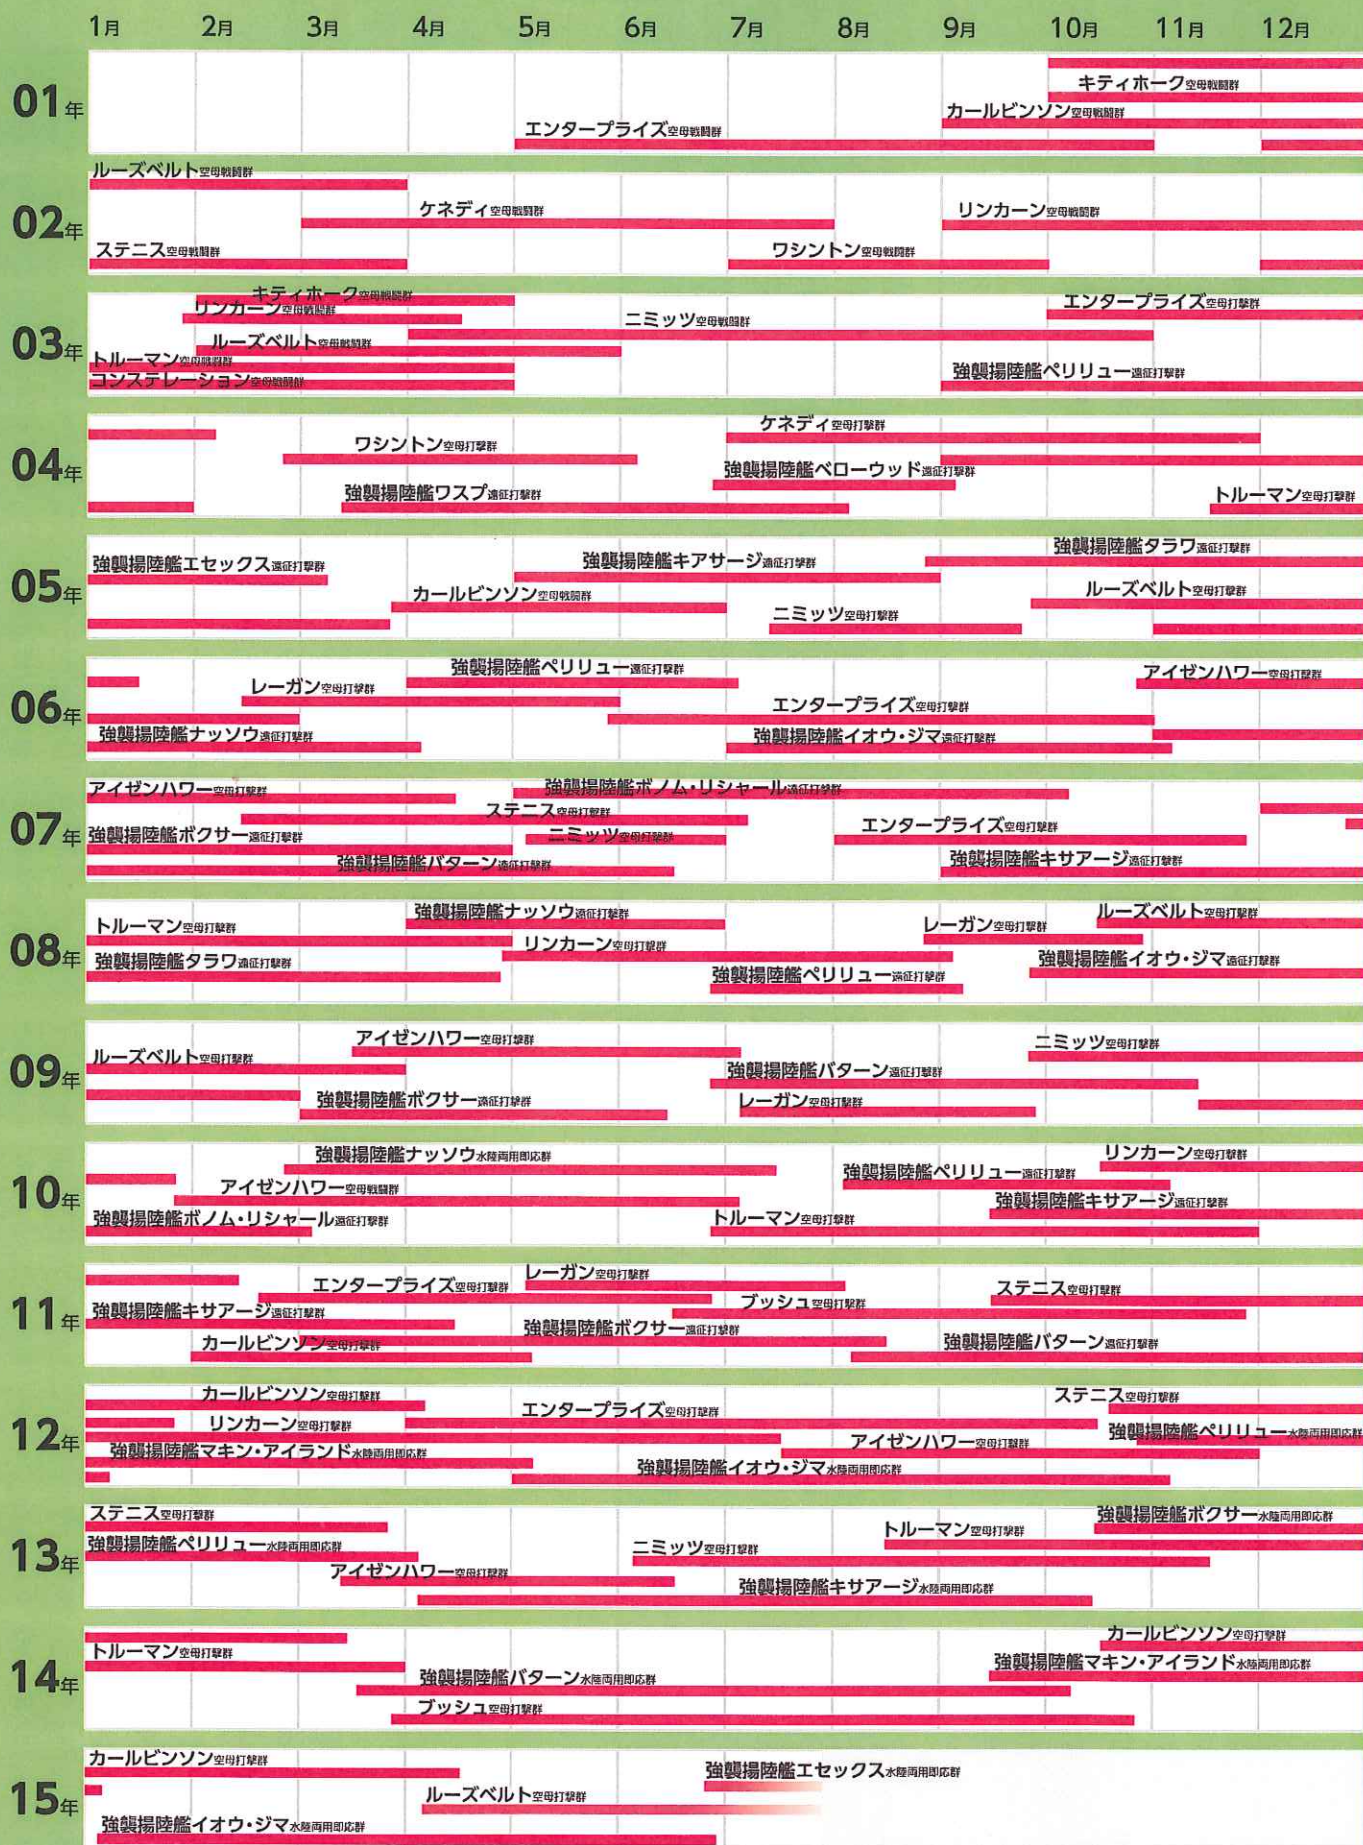 1月 2月 3月 4月 5月 6月 7月 8月 9月 10月 11月 12月
01年
キティホーク空母戦闘群
カールビンソン空母戦闘群
エンタープライズ空母戦闘群
02年
ルーズベルト空母戦闘群
ケネディ空母戦闘群
リンカーン空母戦闘群
ステニス空母戦闘群
ワシントン空母戦闘群
03年
キティホーク空母戦闘群
リンカーン空母戦闘群
エンタープライズ空母打撃群
ニミッツ空母戦闘群
ルーズベルト空母戦闘群
トルーマン空母戦闘群
コンステレーション空母戦闘群
強襲揚陸艦ペリリュー遠征打撃群
04年
ケネディ空母打撃群
ワシントン空母打撃群
強襲揚陸艦ベローウッド遠征打撃群
強襲揚陸艦ワスプ遠征打撃群
トルーマン空母打撃群
05年
強襲揚陸艦タラワ遠征打撃群
強襲揚陸艦エセックス遠征打撃群
強襲揚陸艦キアサージ遠征打撃群
カールビンソン空母戦闘群
ルーズベルト空母打撃群
ニミッツ空母打撃群
06年
強襲揚陸艦ペリリュー遠征打撃群
アイゼンハワー空母打撃群
レーガン空母打撃群
エンタープライズ空母打撃群
強襲揚陸艦ナッソウ遠征打撃群
強襲揚陸艦イオウ・ジマ遠征打撃群
07年
アイゼンハワー空母打撃群
強襲揚陸艦ボノム・リシャール遠征打撃群
ステニス空母打撃群
強襲揚陸艦ボクサー遠征打撃群
ニミッツ空母打撃群
エンタープライズ空母打撃群
強襲揚陸艦バターン遠征打撃群
強襲揚陸艦キサアージ遠征打撃群
08年
強襲揚陸艦ナッソウ遠征打撃群
ルーズベルト空母打撃群
トルーマン空母打撃群
レーガン空母打撃群
リンカーン空母打撃群
強襲揚陸艦タラワ遠征打撃群
強襲揚陸艦イオウ・ジマ遠征打撃群
強襲揚陸艦ペリリュー遠征打撃群
09年
アイゼンハワー空母打撃群
ニミッツ空母打撃群
ルーズベルト空母打撃群
強襲揚陸艦バターン遠征打撃群
強襲揚陸艦ボクサー遠征打撃群
レーガン空母打撃群
10年
強襲揚陸艦ナッソウ水陸両用即応群
リンカーン空母打撃群
強襲揚陸艦ペリリュー遠征打撃群
アイゼンハワー空母戦闘群
強襲揚陸艦キサアージ遠征打撃群
強襲揚陸艦ボノム・リシャール遠征打撃群
トルーマン空母打撃群
11年
レーガン空母打撃群
エンタープライズ空母打撃群
ステニス空母打撃群
ブッシュ空母打撃群
強襲揚陸艦キサアージ遠征打撃群
強襲揚陸艦ボクサー遠征打撃群
カールビンソン空母打撃群
強襲揚陸艦バターン遠征打撃群
12年
カールビンソン空母打撃群
ステニス空母打撃群
リンカーン空母打撃群
エンタープライズ空母打撃群
強襲揚陸艦ペリリュー水陸両用即応群
アイゼンハワー空母打撃群
強襲揚陸艦マキン・アイランド水陸両用即応群
強襲揚陸艦イオウ・ジマ水陸両用即応群
13年
ステニス空母打撃群
強襲揚陸艦ボクサー水陸両用即応群
トルーマン空母打撃群
強襲揚陸艦ペリリュー水陸両用即応群
ニミッツ空母打撃群
アイゼンハワー空母打撃群
強襲揚陸艦キサアージ水陸両用即応群
14年
カールビンソン空母打撃群
トルーマン空母打撃群
強襲揚陸艦マキン・アイランド水陸両用即応群
強襲揚陸艦バターン水陸両用即応群
ブッシュ空母打撃群
15年
カールビンソン空母打撃群
強襲揚陸艦エセックス水陸両用即応群
ルーズベルト空母打撃群
強襲揚陸艦イオウ・ジマ水陸両用即応群